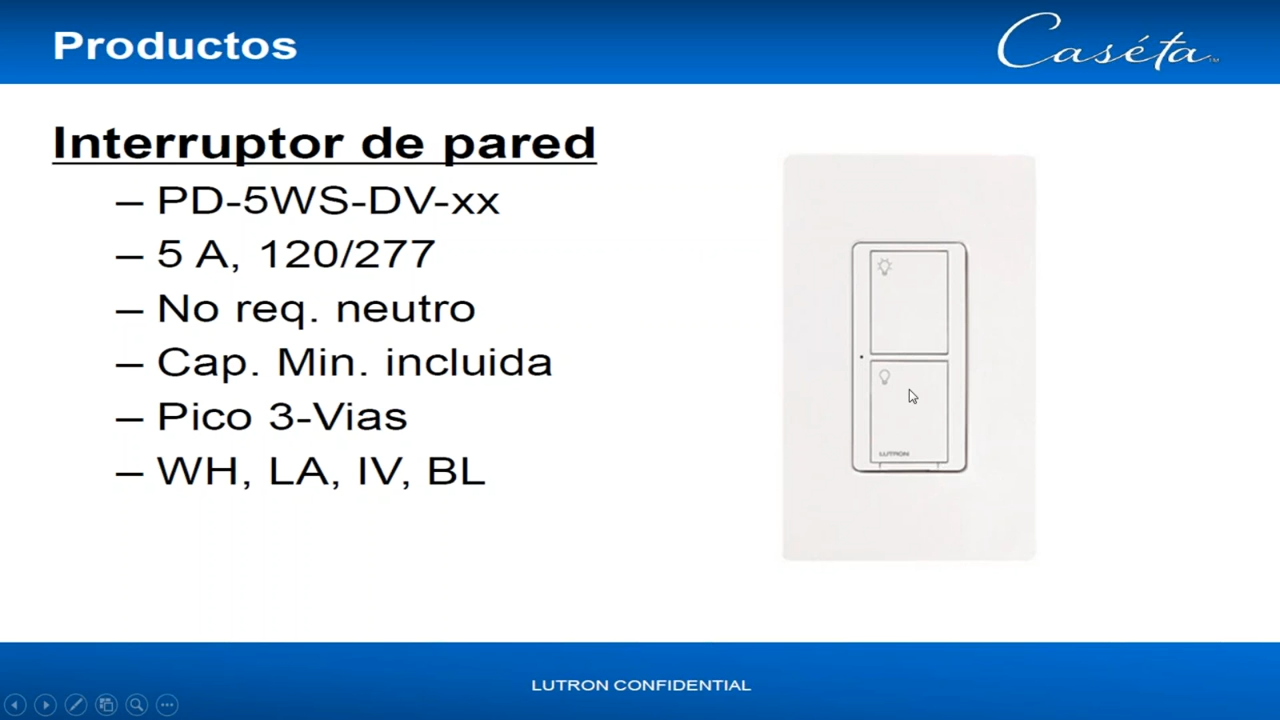 Productos
Caséta™
Interruptor de pared
– PD-5WS-DV-xx
– 5 A, 120/277
– No req. neutro
– Cap. Min. incluida
– Pico 3-Vias
– WH, LA, IV, BL
LUTRON
LUTRON CONFIDENTIAL